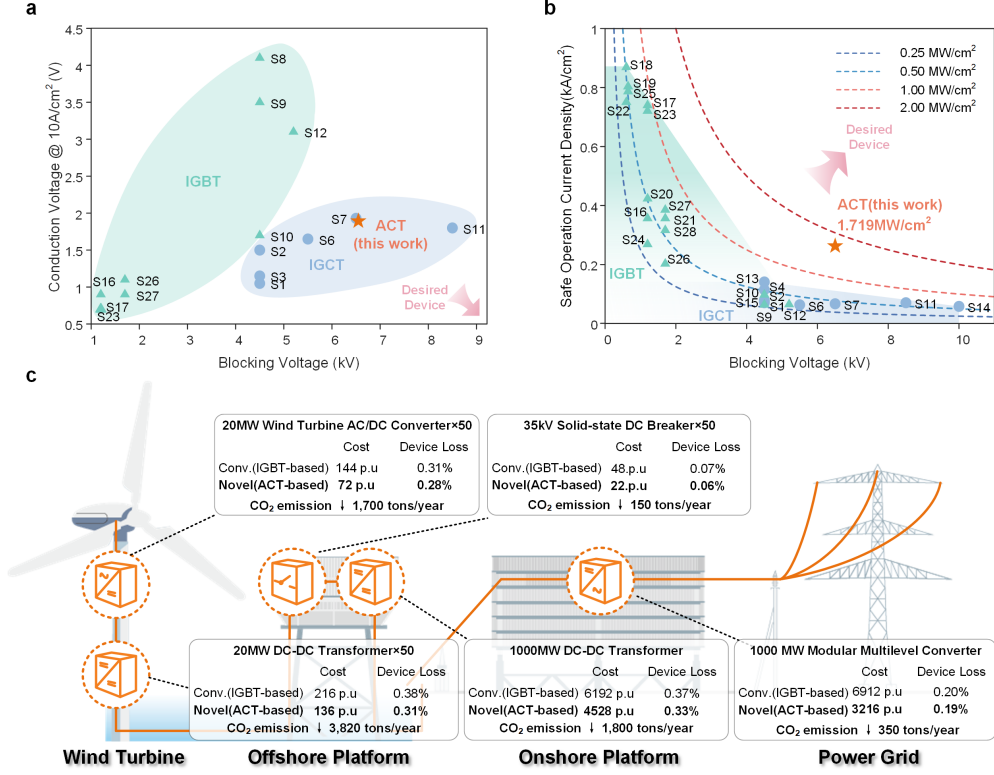 a
Conduction Voltage @ 10A/cm² (V)
4.5
4
3.5
3
2.5
2
1.5
1
0.5
S8
S9
S12
IGBT
S7
ACT
(this work)
S11
S10
S6
S2
IGCT
S3
S1
S16
S26
S27
S17
S23
Desired
Device
1
2
3
4
5
6
7
8
9
Blocking Voltage (kV)
b
Safe Operation Current Density(kA/cm²)
1
0.8
0.6
0.4
0.2
0
0.25 MW/cm²
0.50 MW/cm²
1.00 MW/cm²
2.00 MW/cm²
S18
S19
S25
S17
S22
S23
Desired
Device
S20
S27
S16
S21
S28
S24
S26
ACT(this work)
1.719MW/cm²
IGBT
S13
S4
S10
S2
S15
S1
S6
S7
S11
S14
IGCT
S9
S12
0
2
4
6
8
10
Blocking Voltage (kV)
c
20MW Wind Turbine AC/DC Converter×50
Cost Device Loss
Conv.(IGBT-based) 144 p.u 0.31%
Novel(ACT-based) 72 p.u 0.28%
CO₂ emission ↓ 1,700 tons/year
35kV Solid-state DC Breaker×50
Cost Device Loss
Conv.(IGBT-based) 48.p.u 0.07%
Novel(ACT-based) 22.p.u 0.06%
CO₂ emission ↓ 150 tons/year
20MW DC-DC Transformer×50
Cost Device Loss
Conv.(IGBT-based) 216 p.u 0.38%
Novel(ACT-based) 136 p.u 0.31%
CO₂ emission ↓ 3,820 tons/year
1000MW DC-DC Transformer
Cost Device Loss
Conv.(IGBT-based) 6192 p.u 0.37%
Novel(ACT-based) 4528 p.u 0.33%
CO₂ emission ↓ 1,800 tons/year
1000 MW Modular Multilevel Converter
Cost Device Loss
Conv.(IGBT-based) 6912 p.u 0.20%
Novel(ACT-based) 3216 p.u 0.19%
CO₂ emission ↓ 350 tons/year
Wind Turbine
Offshore Platform
Onshore Platform
Power Grid